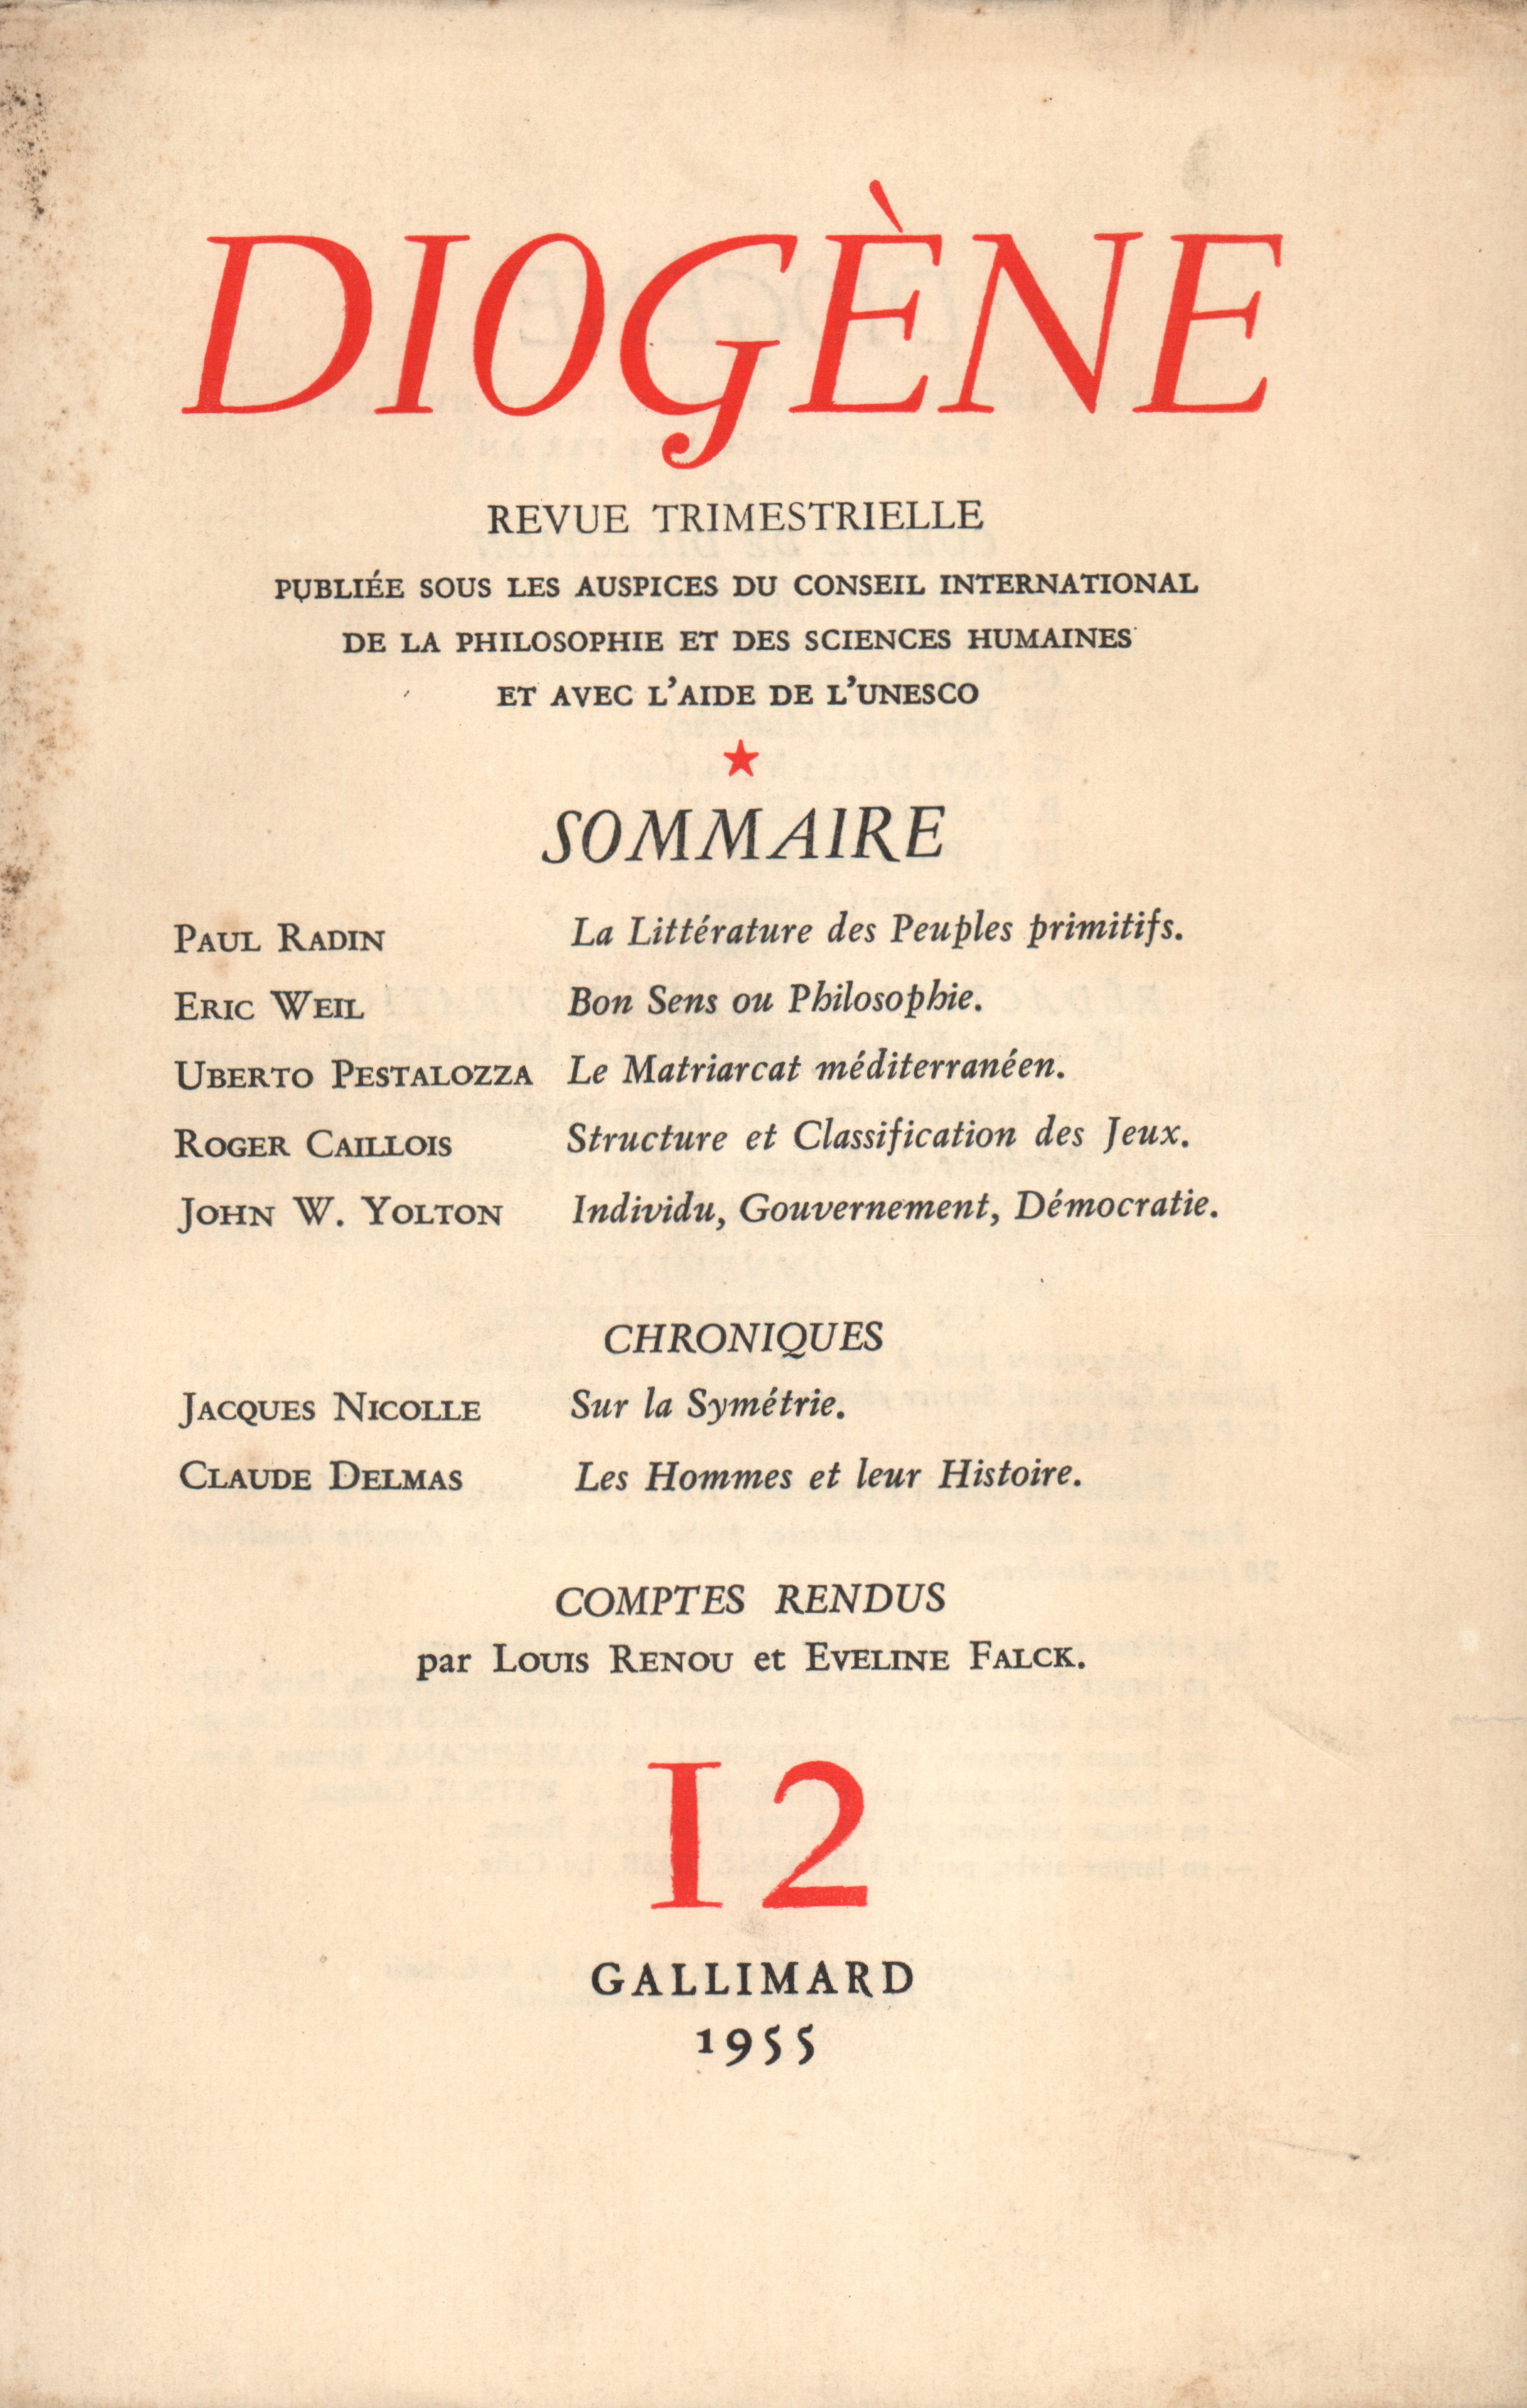 DIOGÈNE
REVUE TRIMESTRIELLE
PUBLIÉE SOUS LES AUSPICES DU CONSEIL INTERNATIONAL
DE LA PHILOSOPHIE ET DES SCIENCES HUMAINES
ET AVEC L'AIDE DE L'UNESCO
★
SOMMAIRE
PAUL RADIN La Littérature des Peuples primitifs.
ERIC WEIL Bon Sens ou Philosophie.
UBERTO PESTALOZZA Le Matriarcat méditerranéen.
ROGER CAILLOIS Structure et Classification des Jeux.
JOHN W. YOLTON Individu, Gouvernement, Démocratie.
CHRONIQUES
JACQUES NICOLLE Sur la Symétrie.
CLAUDE DELMAS Les Hommes et leur Histoire.
COMPTES RENDUS
par LOUIS RENOU et EVELINE FALCK.
12
GALLIMARD
1955